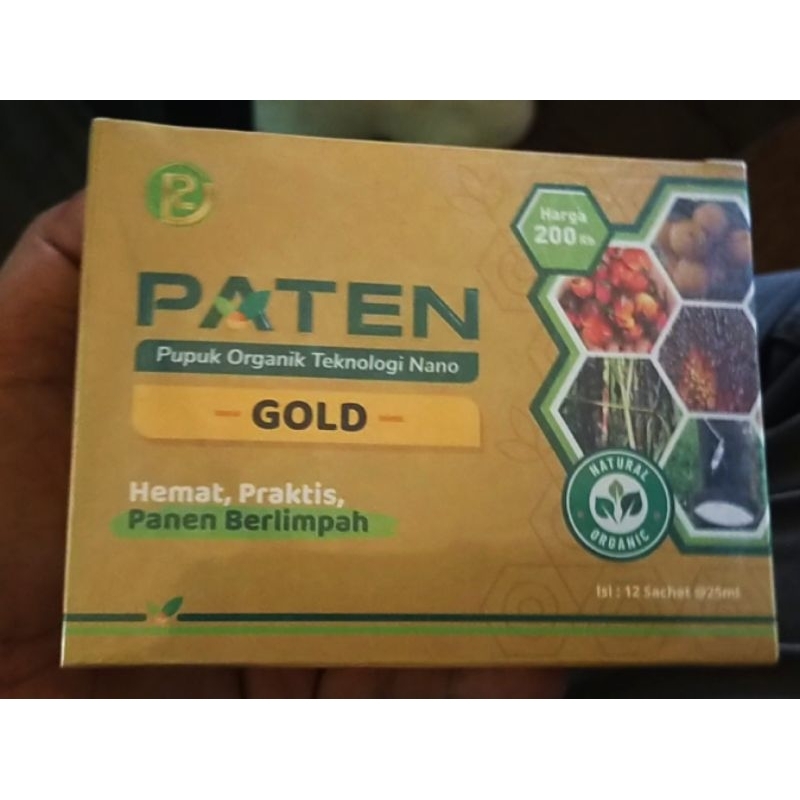 PATEN
Pupuk Organik Teknologi Nano
- GOLD -
Hemat, Praktis,
Panen Berlimpah
Harga
200 Rb
NATURAL
ORGANIC
Isi : 12 Sachet @25ml